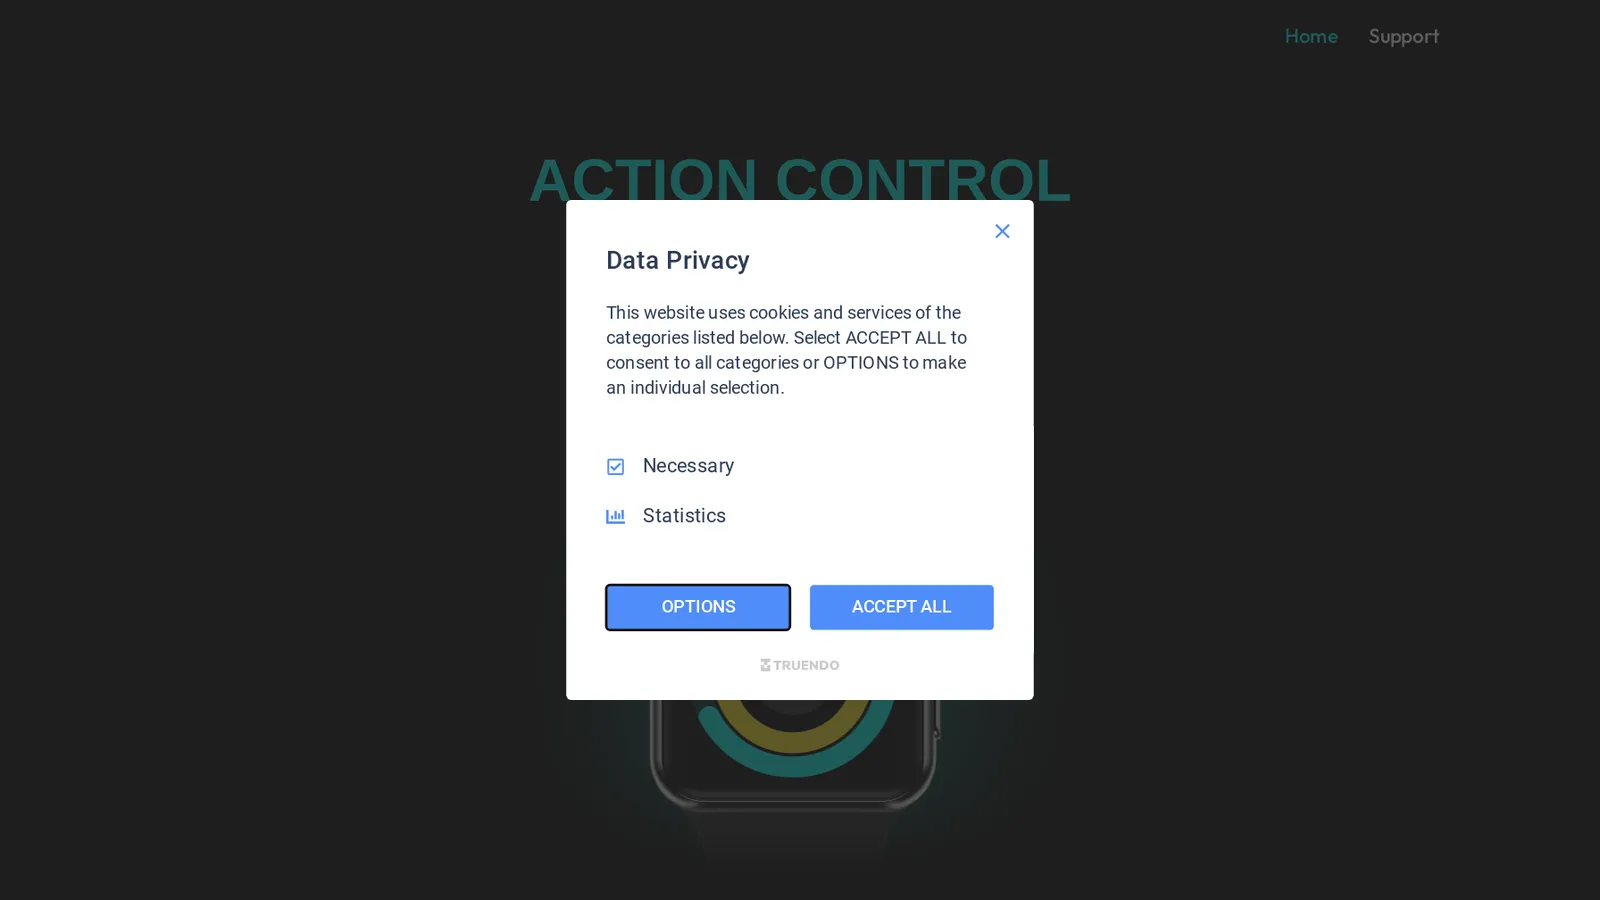 Home
Support
ACTION CONTROL
Data Privacy
This website uses cookies and services of the
categories listed below. Select ACCEPT ALL to
consent to all categories or OPTIONS to make
an individual selection.
Necessary
Statistics
OPTIONS
ACCEPT ALL
TRUENDO